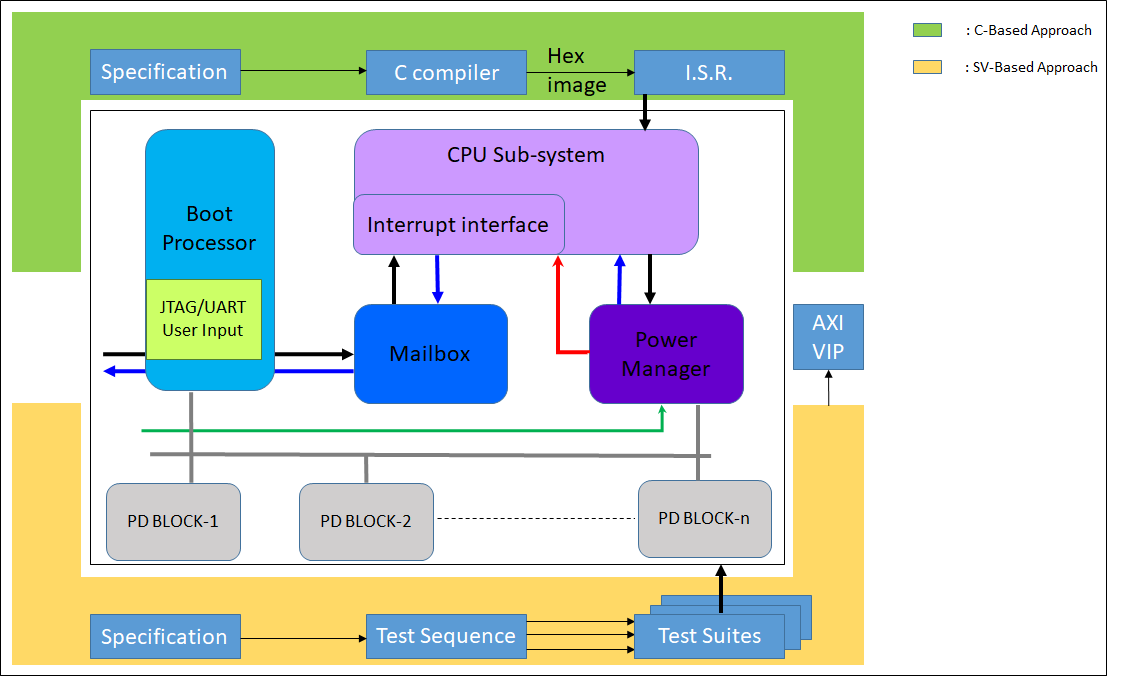 : C-Based Approach
: SV-Based Approach
Specification
C compiler
Hex
image
I.S.R.
CPU Sub-system
Interrupt interface
Boot
Processor
JTAG/UART
User Input
Mailbox
Power
Manager
AXI
VIP
PD BLOCK-1
PD BLOCK-2
PD BLOCK-n
Specification
Test Sequence
Test Suites